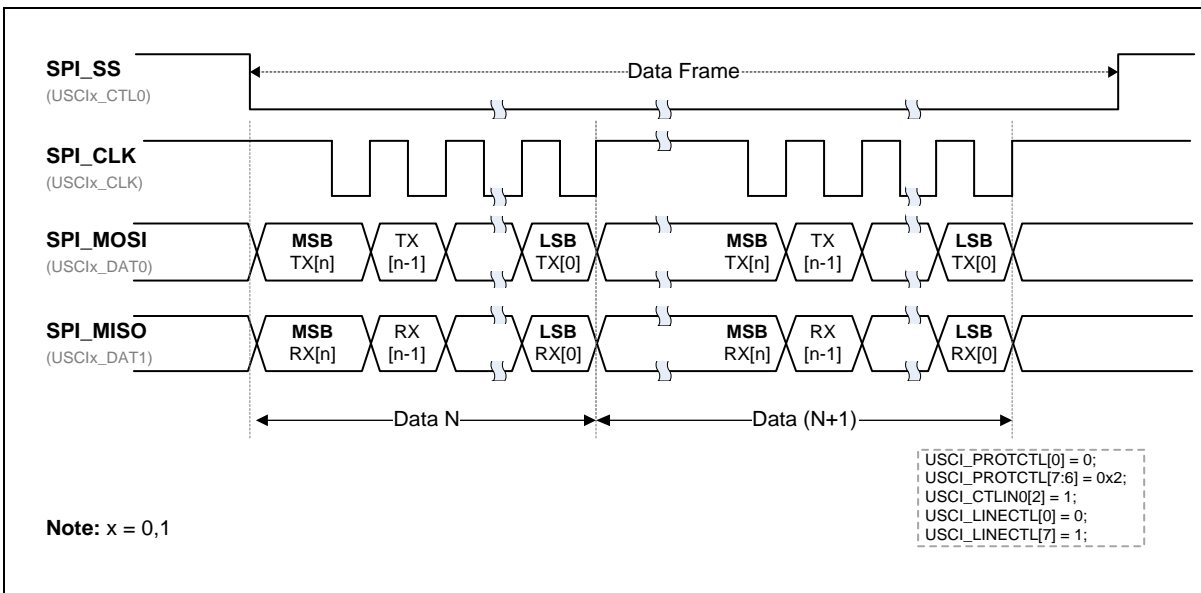 SPI_SS
(USCIx_CTL0)
Data Frame
SPI_CLK
(USCIx_CLK)
SPI_MOSI
(USCIx_DAT0)
MSB TX LSB MSB TX LSB
TX[n] [n-1] TX[0] TX[n] [n-1] TX[0]
SPI_MISO
(USCIx_DAT1)
MSB RX LSB MSB RX LSB
RX[n] [n-1] RX[0] RX[n] [n-1] RX[0]
Data N Data (N+1)
USCI_PROTCTL[0] = 0;
USCI_PROTCTL[7:6] = 0x2;
USCI_CTLIN0[2] = 1;
USCI_LINECTL[0] = 0;
USCI_LINECTL[7] = 1;
Note: x = 0,1